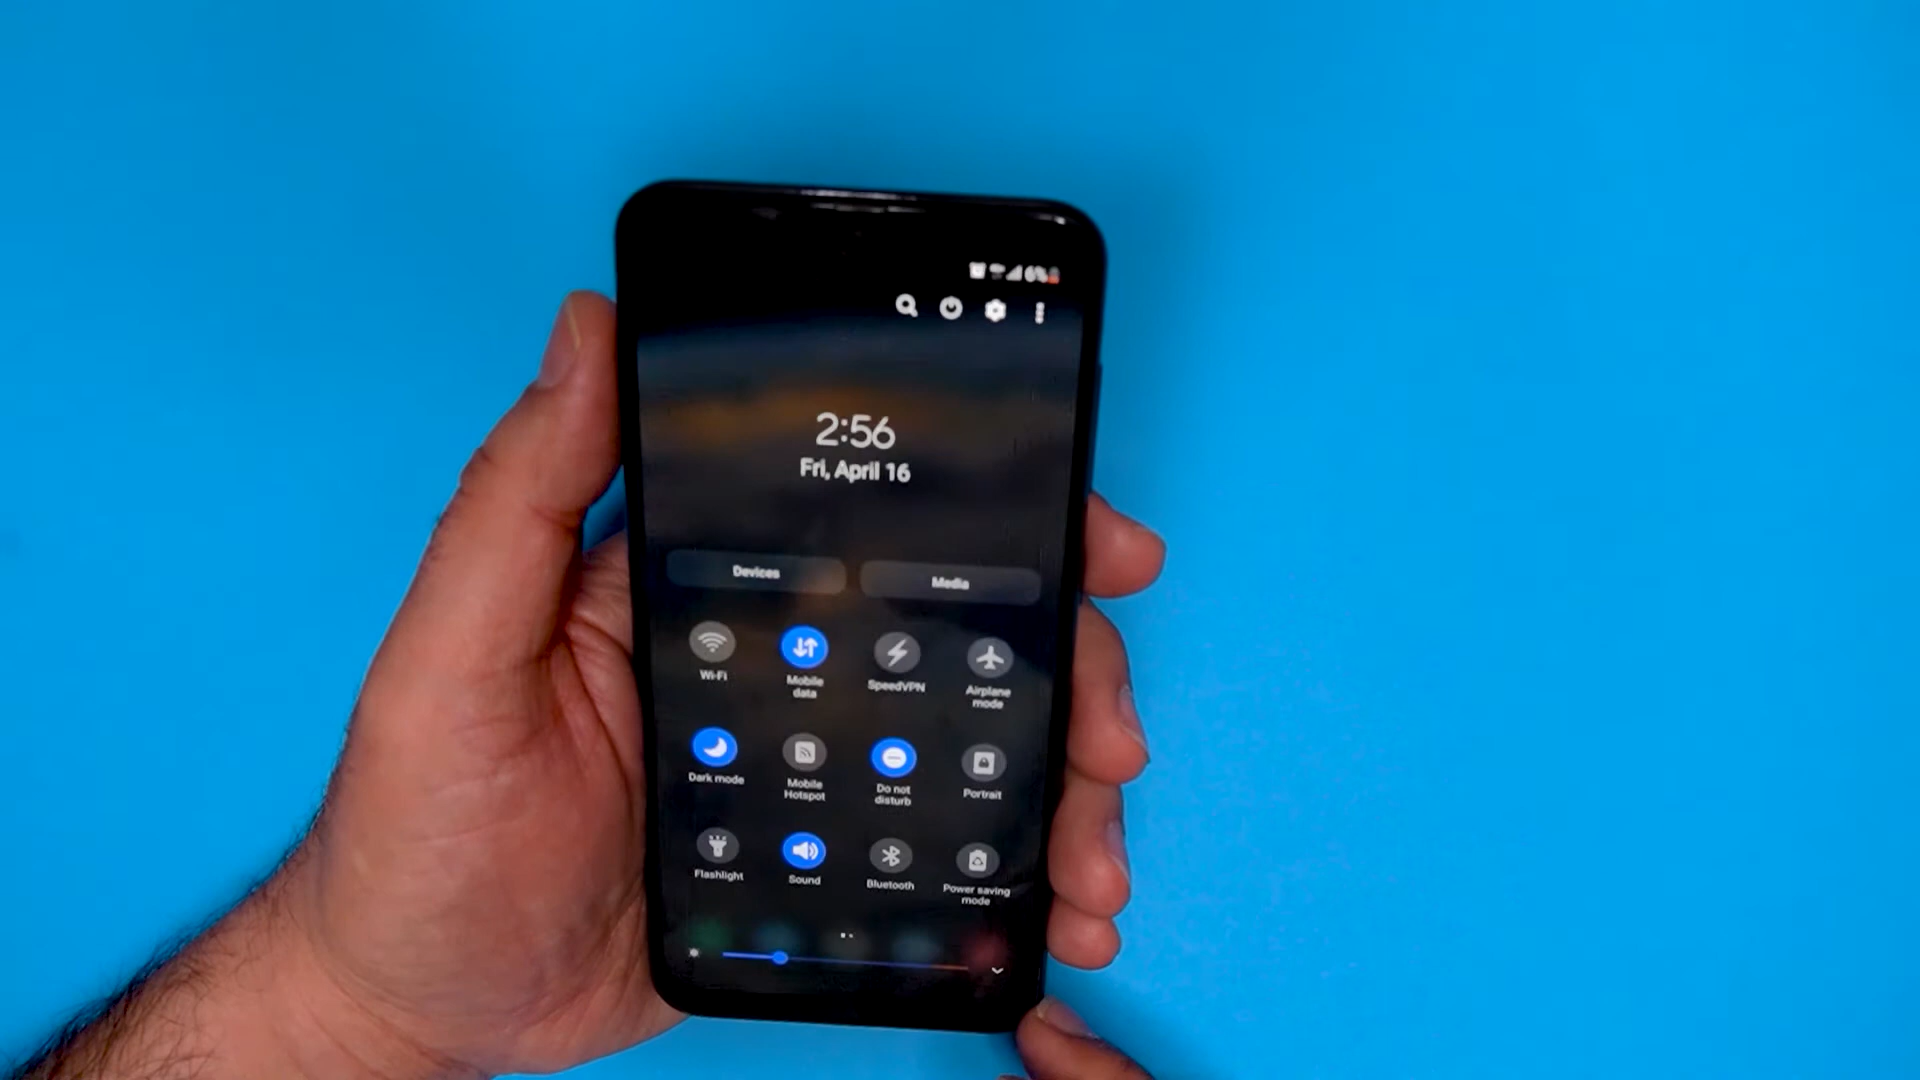 6%
2:56
Fri, April 16
Devices Media
Wi-Fi
Mobile
data
SpeedVPN
Airplane
mode
Dark mode
Mobile
Hotspot
Do not
disturb
Portrait
Flashlight
Sound
Bluetooth
Power saving
mode